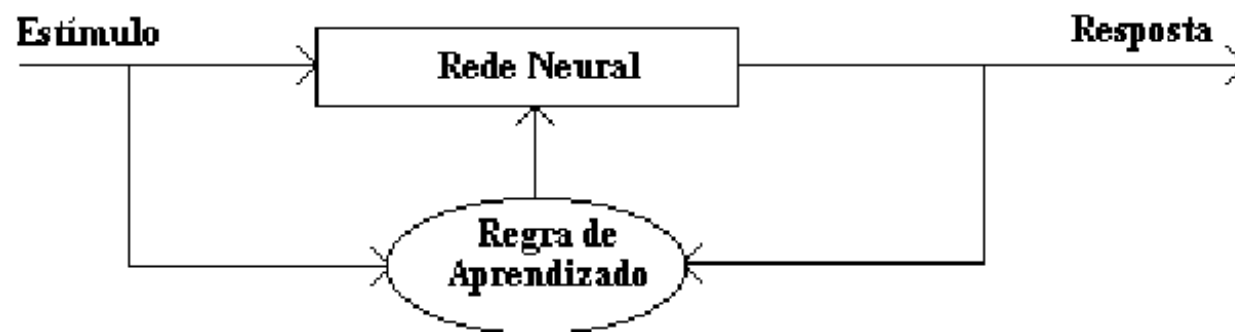 Estímulo
Resposta
Rede Neural
Regra de
Aprendizado